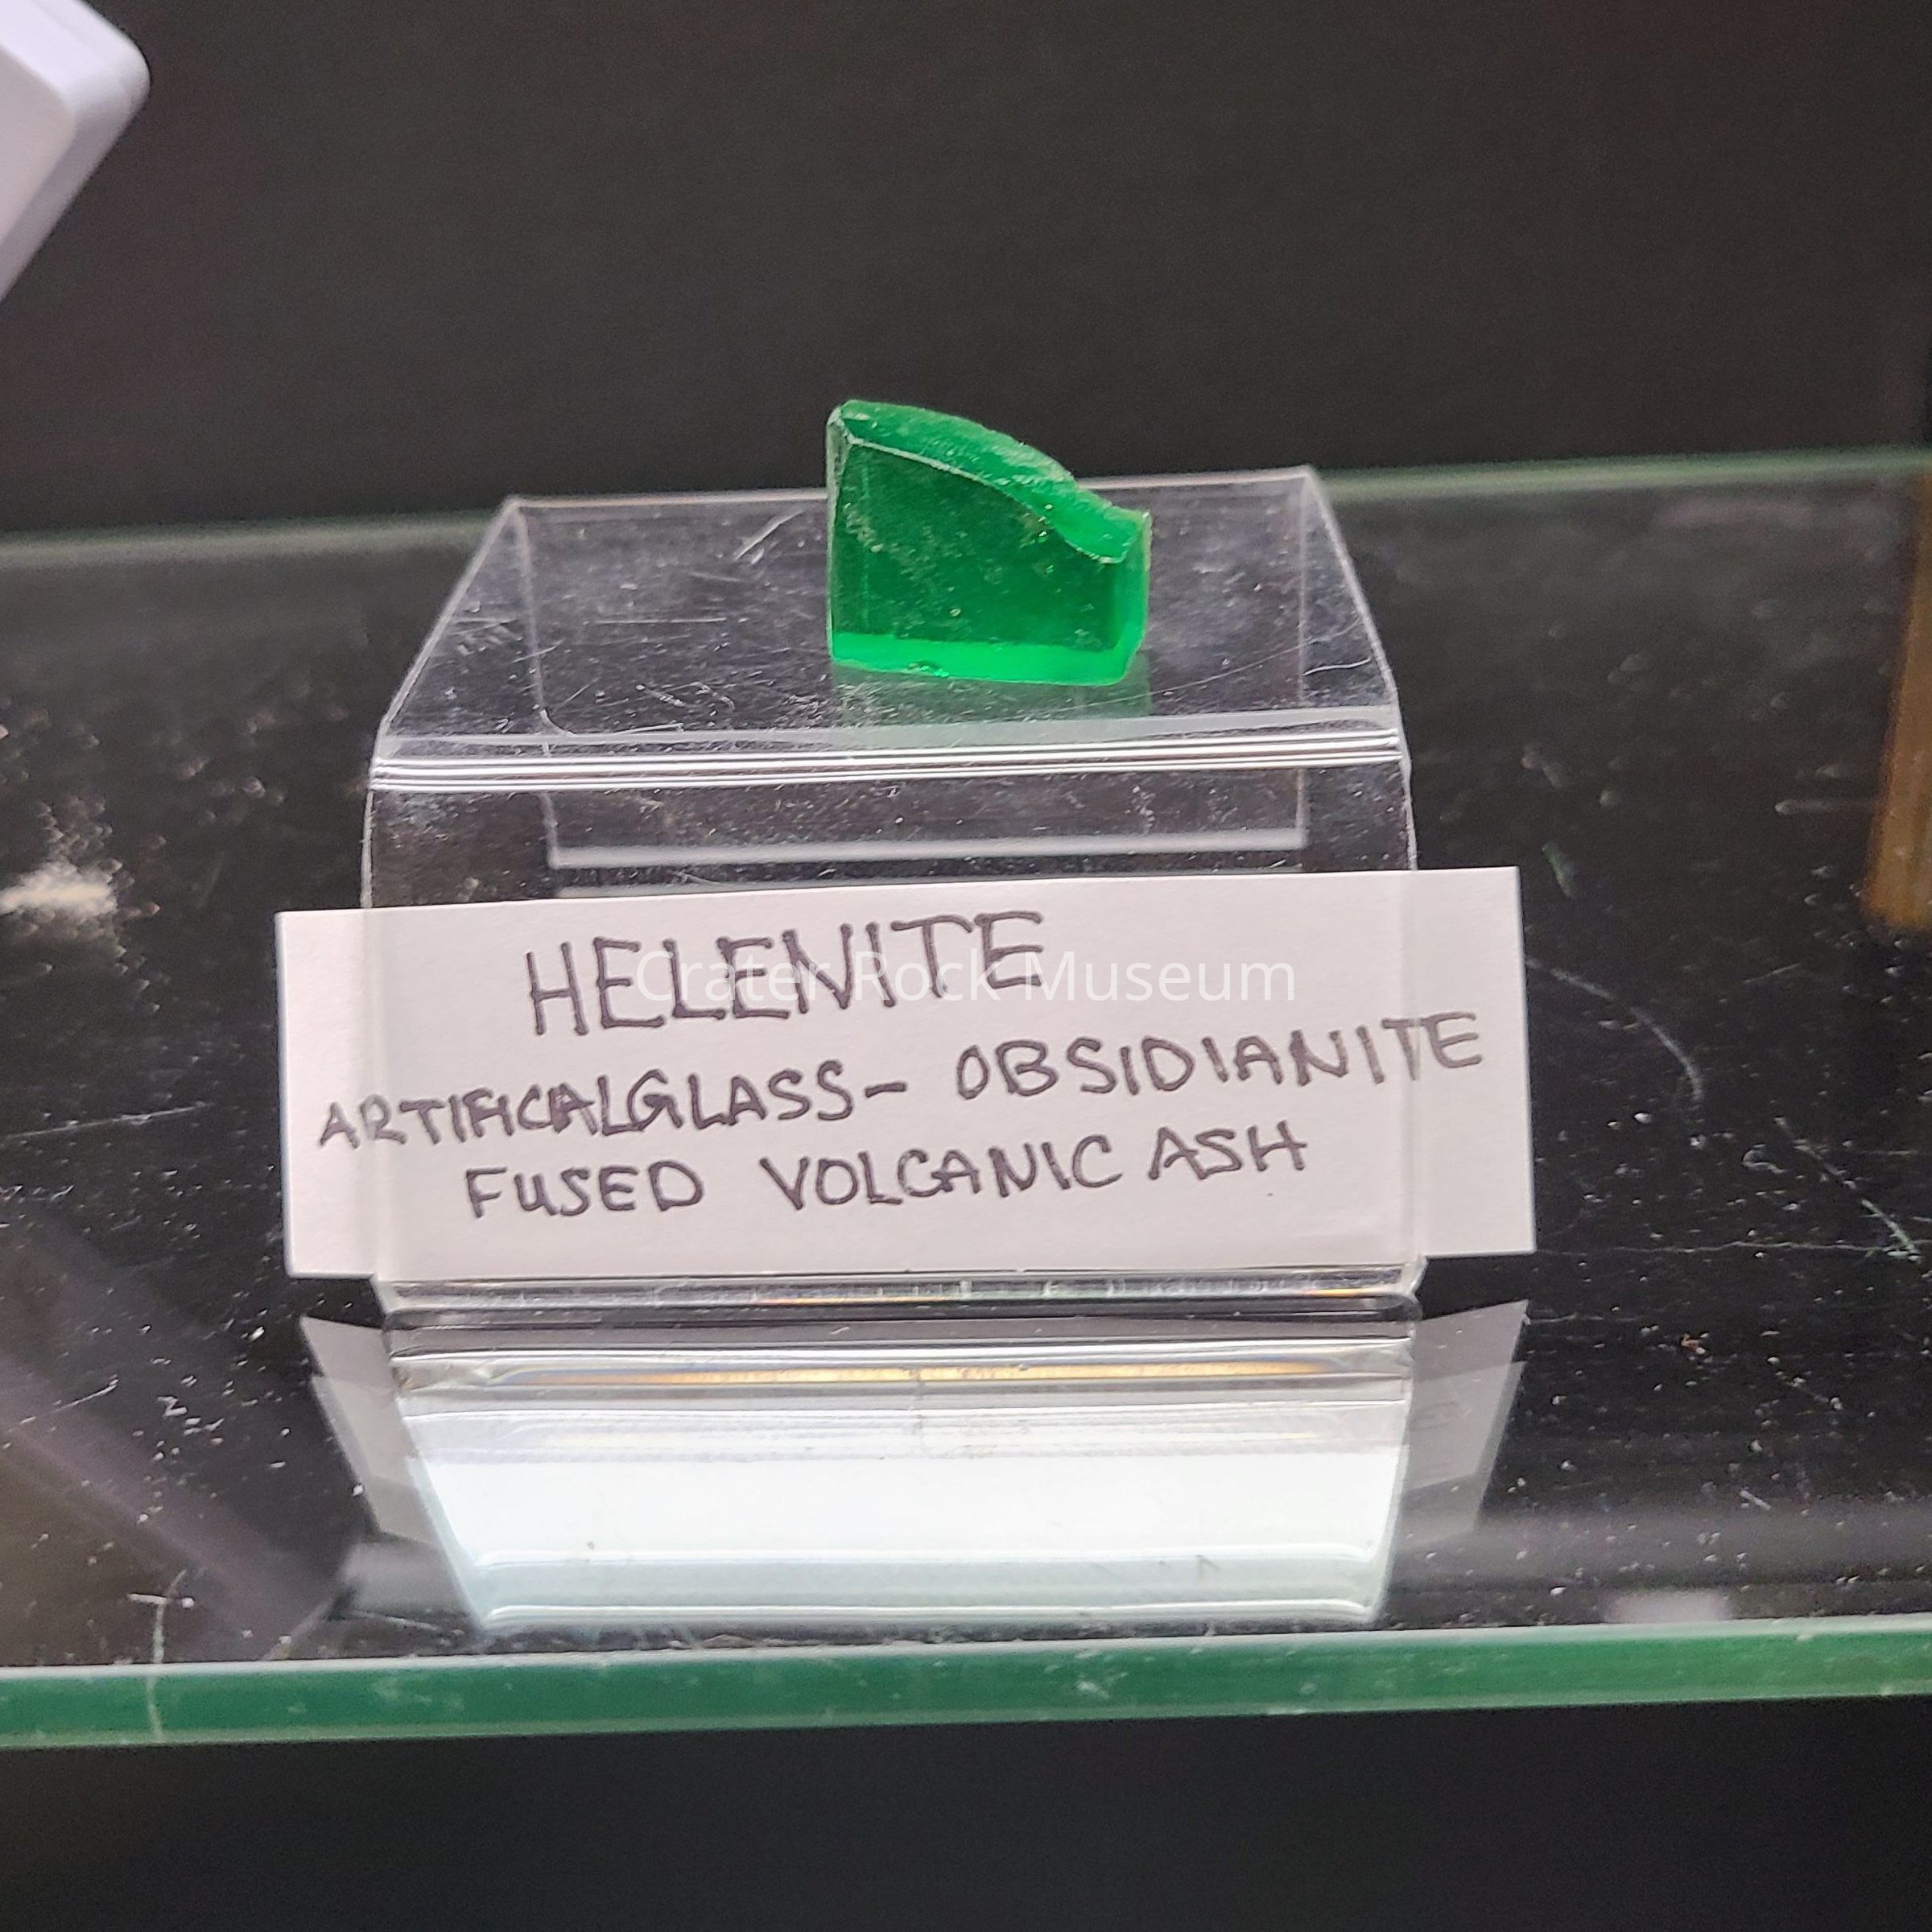 HELENITE
Crater Rock Museum
ARTIFICALGLASS- OBSIDIANITE
FUSED VOLCANIC ASH